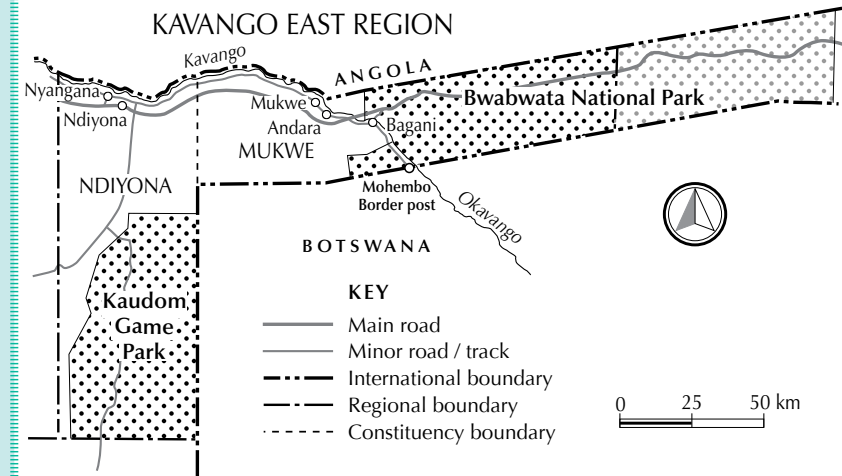 KAVANGO EAST REGION
Kavango
ANGOLA
Nyangana
Ndiyona
Mukwe
Andara
MUKWE
Bagani
Bwabwata National Park
NDIYONA
Mohembo
Border post
Okavango
BOTSWANA
Kaudom
Game
Park
KEY
Main road
Minor road / track
International boundary
Regional boundary
Constituency boundary
0 25 50 km